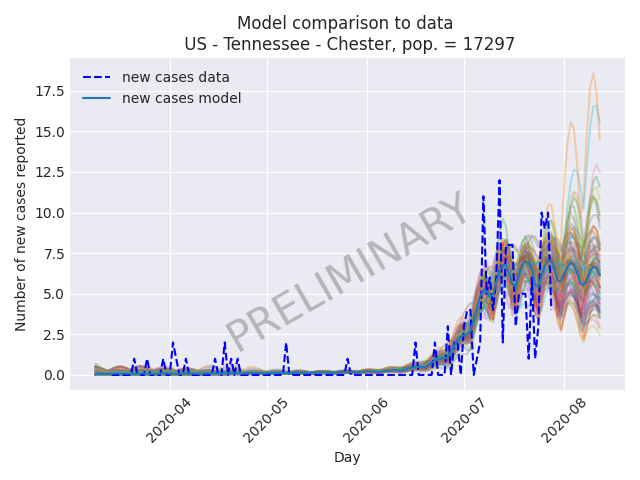 Model comparison to data
US - Tennessee - Chester, pop. = 17297
new cases data
new cases model
PRELIMINARY
Number of new cases reported
17.5
15.0
12.5
10.0
7.5
5.0
2.5
0.0
2020-04
2020-05
2020-06
2020-07
2020-08
Day